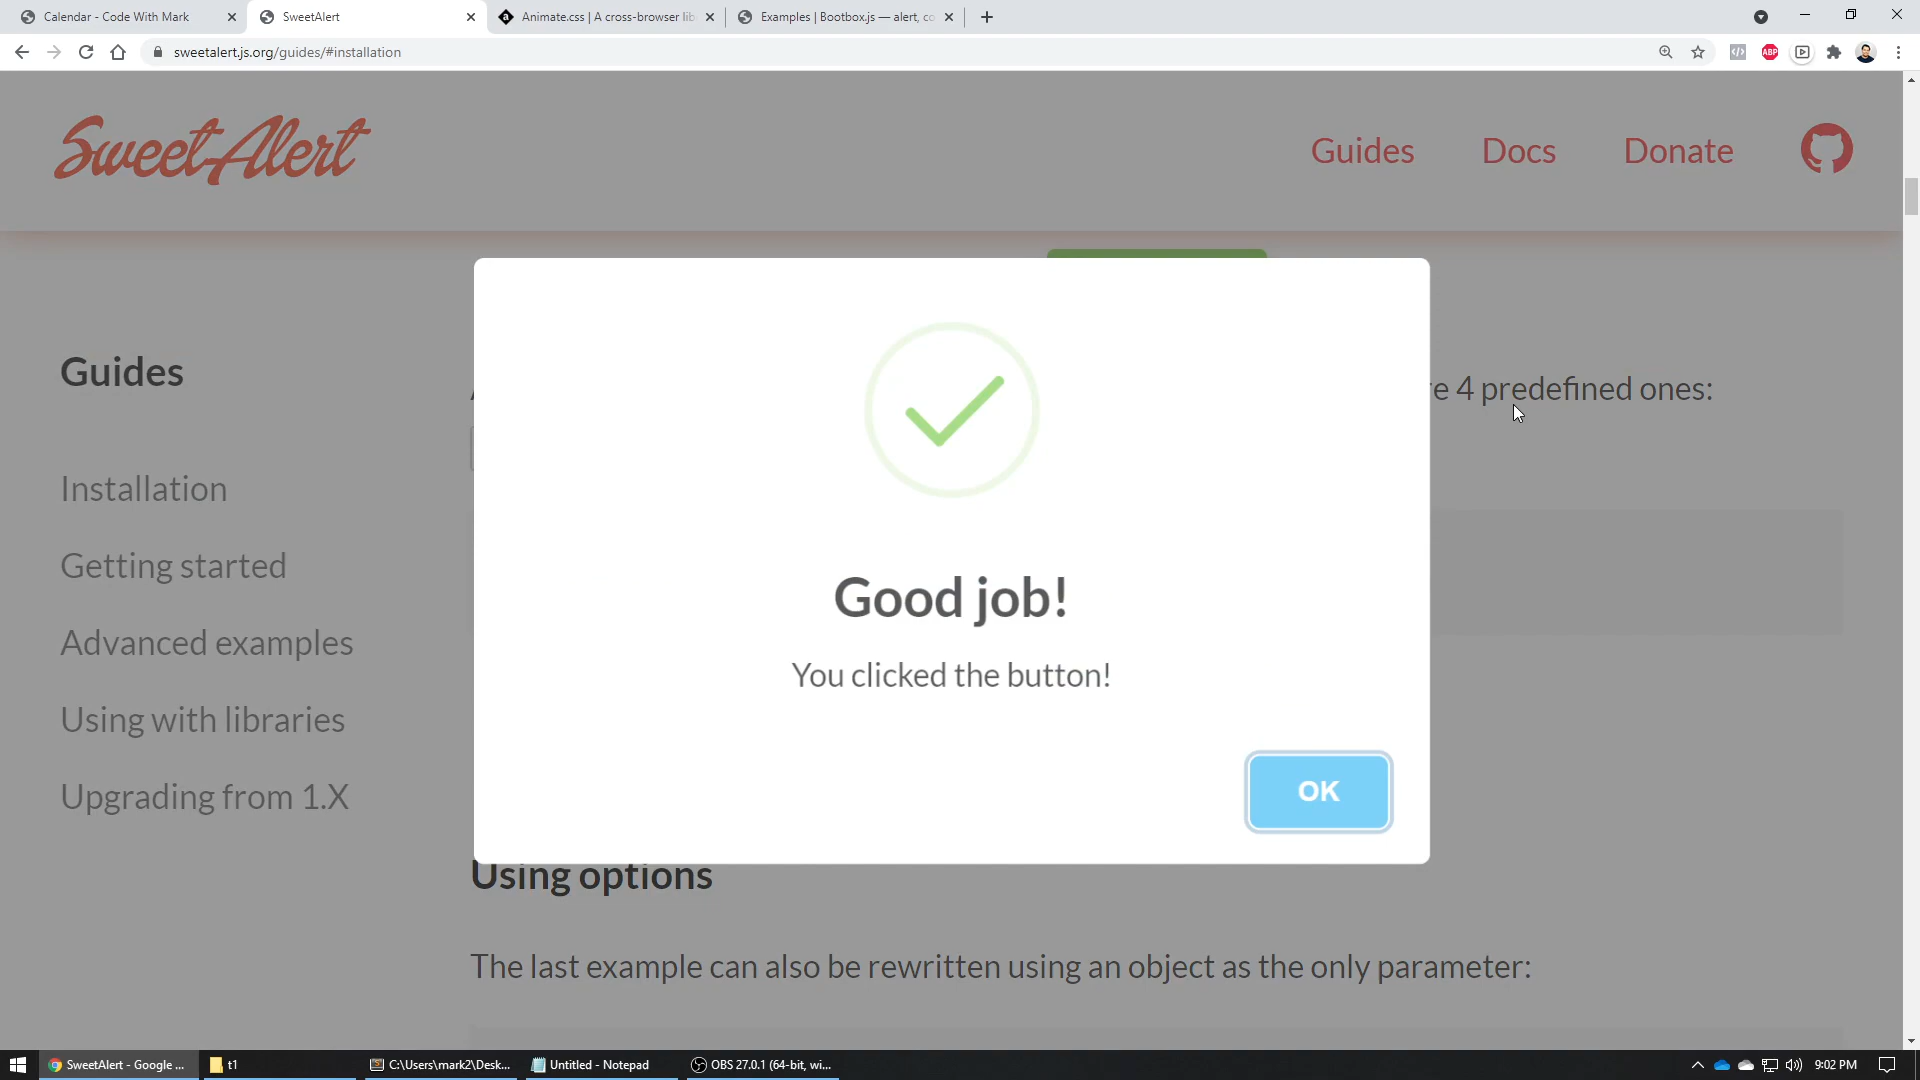 Calendar - Code With Mark
SweetAlert
Animate.css | A cross-browser lib
Examples | Bootbox.js — alert, co
sweetalert.js.org/guides/#installation
ABP
SweetAlert
Guides
Docs
Donate
Guides
e 4 predefined ones:
Installation
Getting started
Advanced examples
Using with libraries
Upgrading from 1.X
Good job!
You clicked the button!
OK
Using options
The last example can also be rewritten using an object as the only parameter:
SweetAlert - Google ...
t1
C:\Users\mark2\Desk...
Untitled - Notepad
OBS 27.0.1 (64-bit, wi...
9:02 PM